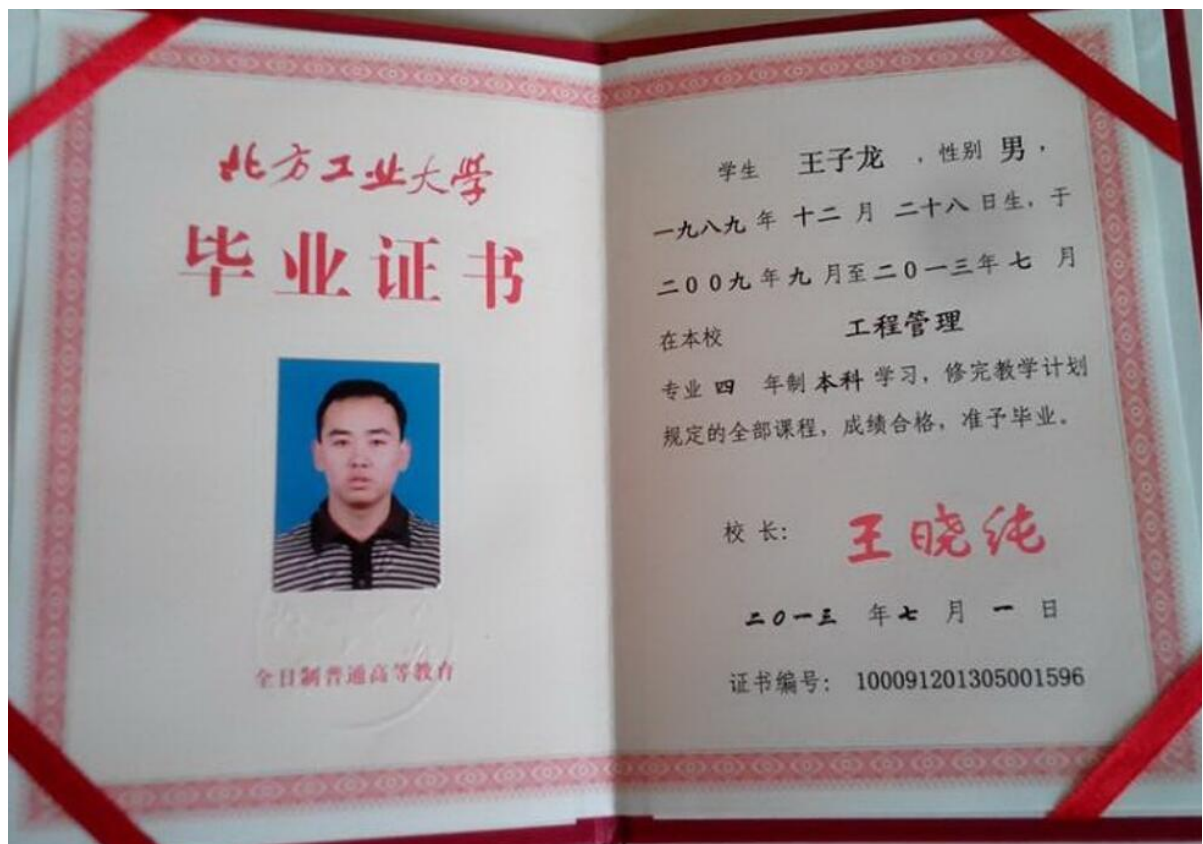 北方工业大学
毕业证书
全日制普通高等教育
学生 王子龙 ，性别 男，
一九八九 年 十二 月 二十八 日生，于
二00九 年 九 月至 二0一三 年 七 月
在本校 工程管理
专业 四 年制 本科 学习，修完教学计划
规定的全部课程，成绩合格，准予毕业。
校 长： 王晓纯
二0一三 年 七 月 一 日
证书编号： 100091201305001596